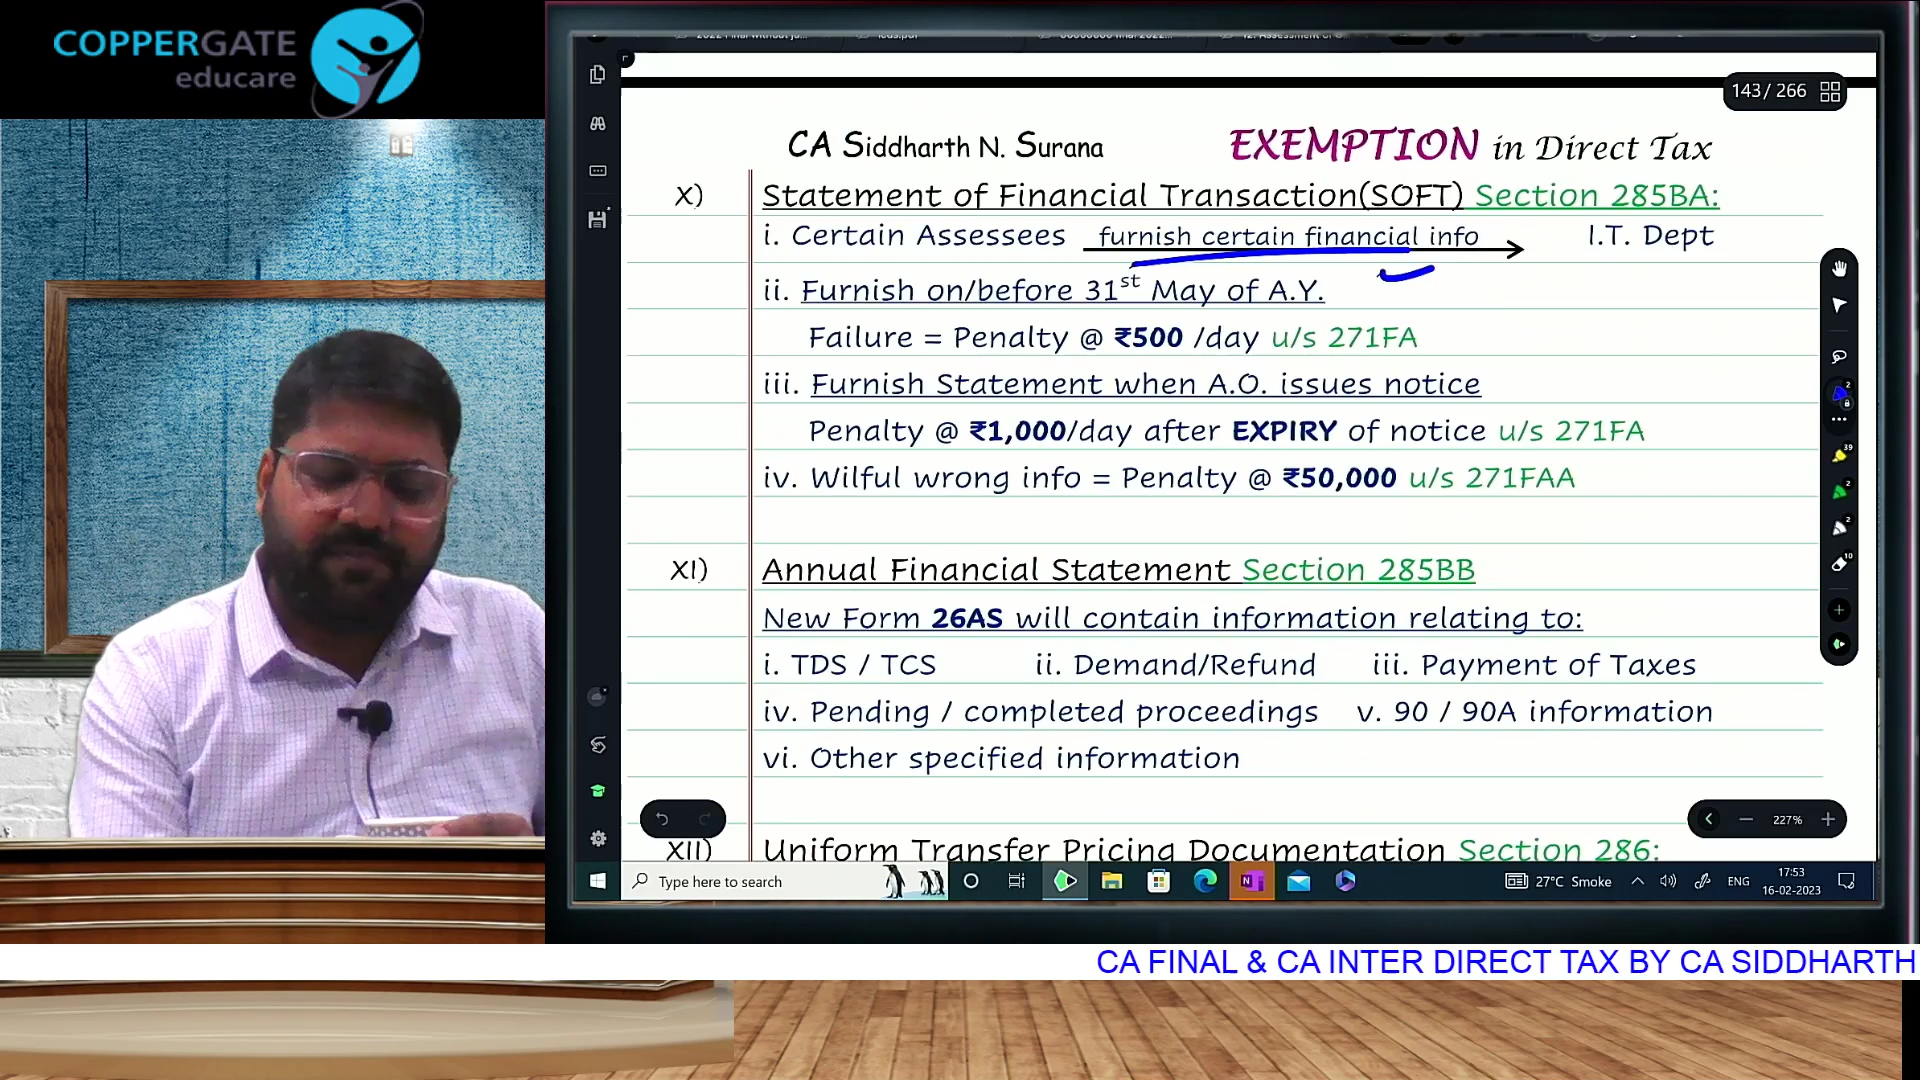 COPPERGATE
educare
143 / 266
CA Siddharth N. Surana
EXEMPTION in Direct Tax
X) Statement of Financial Transaction(SOFT) Section 285BA:
i. Certain Assessees furnish certain financial info I.T. Dept
ii. Furnish on/before 31st May of A.Y.
Failure = Penalty @ ₹500 /day u/s 271FA
iii. Furnish Statement when A.O. issues notice
Penalty @ ₹1,000/day after EXPIRY of notice u/s 271FA
iv. Wilful wrong info = Penalty @ ₹50,000 u/s 271FAA
XI) Annual Financial Statement Section 285BB
New Form 26AS will contain information relating to:
i. TDS / TCS ii. Demand/Refund iii. Payment of Taxes
iv. Pending / completed proceedings v. 90 / 90A information
vi. Other specified information
227%
XII) Uniform Transfer Pricing Documentation Section 286:
Type here to search
27°C Smoke
ENG
17:53
16-02-2023
CA FINAL & CA INTER DIRECT TAX BY CA SIDDHARTH